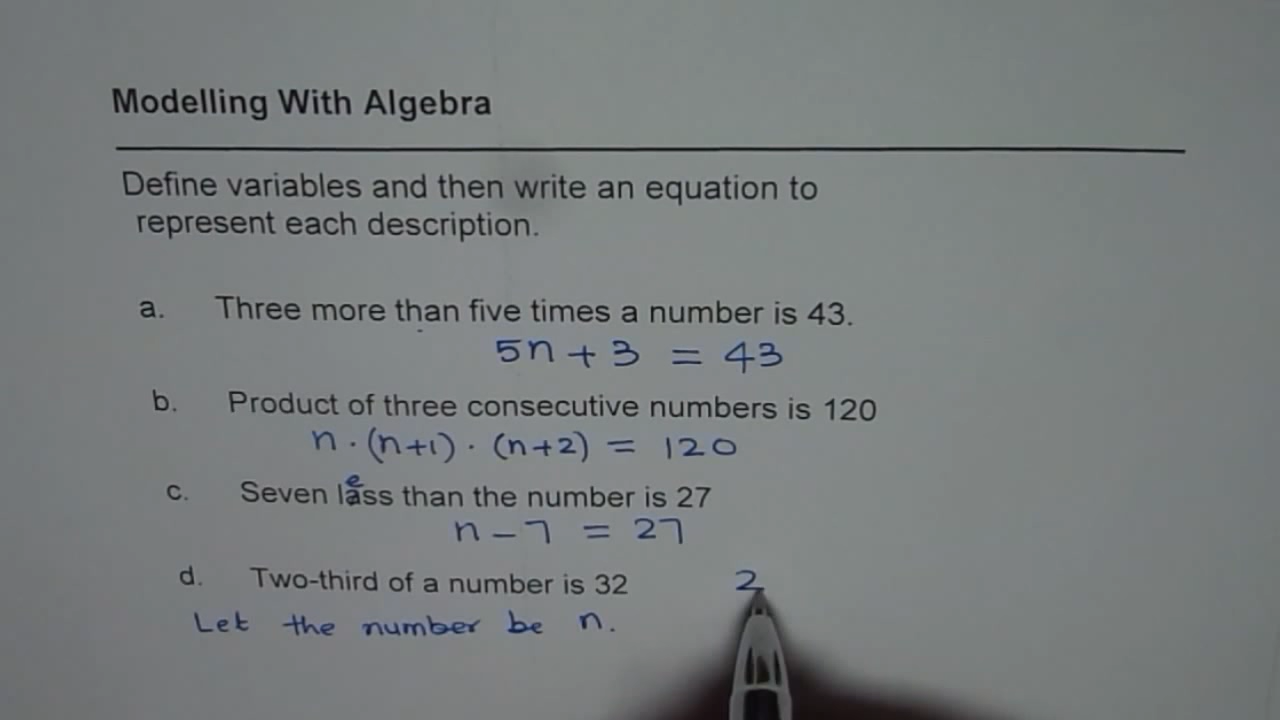 Modelling With Algebra
Define variables and then write an equation to
represent each description.
a. Three more than five times a number is 43.
5n + 3 = 43
b. Product of three consecutive numbers is 120
n · (n+1) · (n+2) = 120
c. Seven less than the number is 27
n - 7 = 27
d. Two-third of a number is 32 2
Let the number be n.